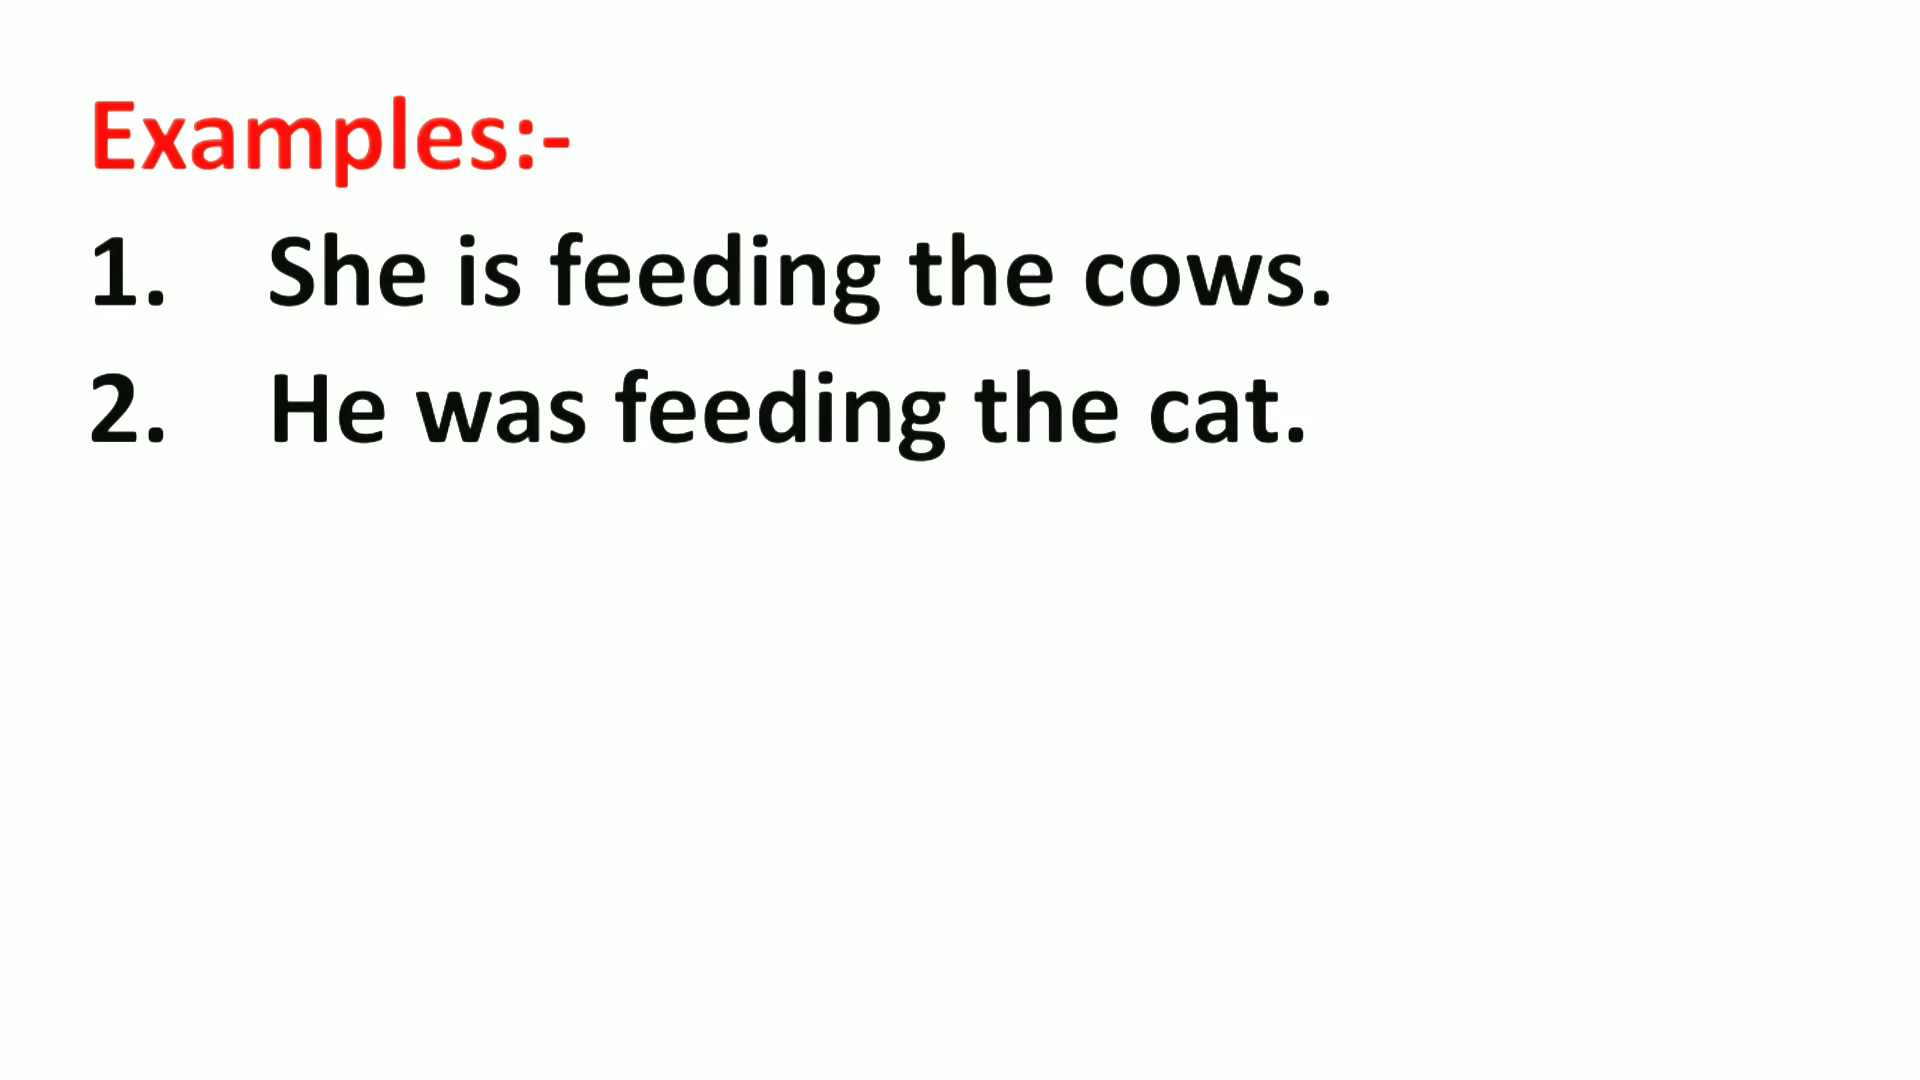 Examples:-
1. She is feeding the cows.
2. He was feeding the cat.